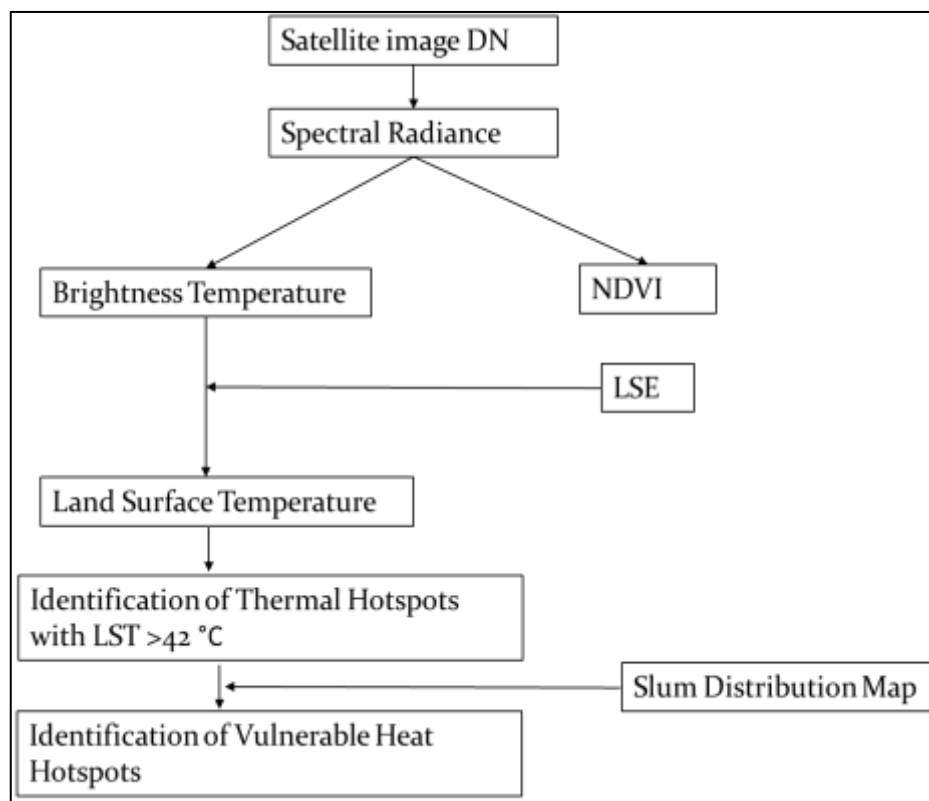 Satellite image DN
Spectral Radiance
Brightness Temperature
NDVI
LSE
Land Surface Temperature
Identification of Thermal Hotspots
with LST >42 °C
Slum Distribution Map
Identification of Vulnerable Heat
Hotspots